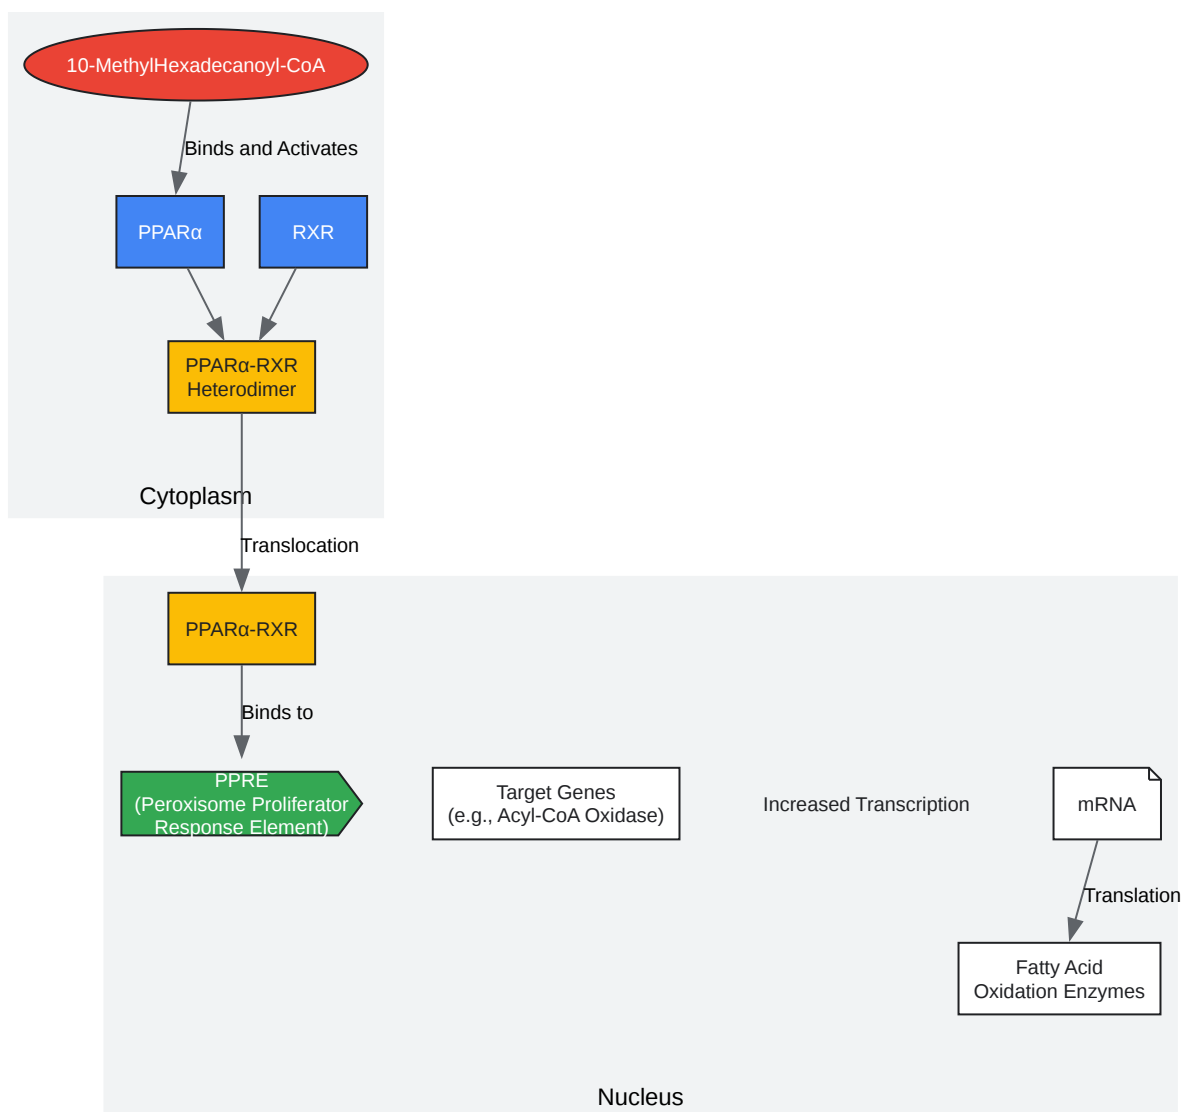 10-MethylHexadecanoyl-CoA
Binds and Activates
PPARα
RXR
PPARα-RXR
Heterodimer
Cytoplasm
Translocation
PPARα-RXR
Binds to
PPRE
(Peroxisome Proliferator
Response Element)
Target Genes
(e.g., Acyl-CoA Oxidase)
Increased Transcription
mRNA
Translation
Fatty Acid
Oxidation Enzymes
Nucleus